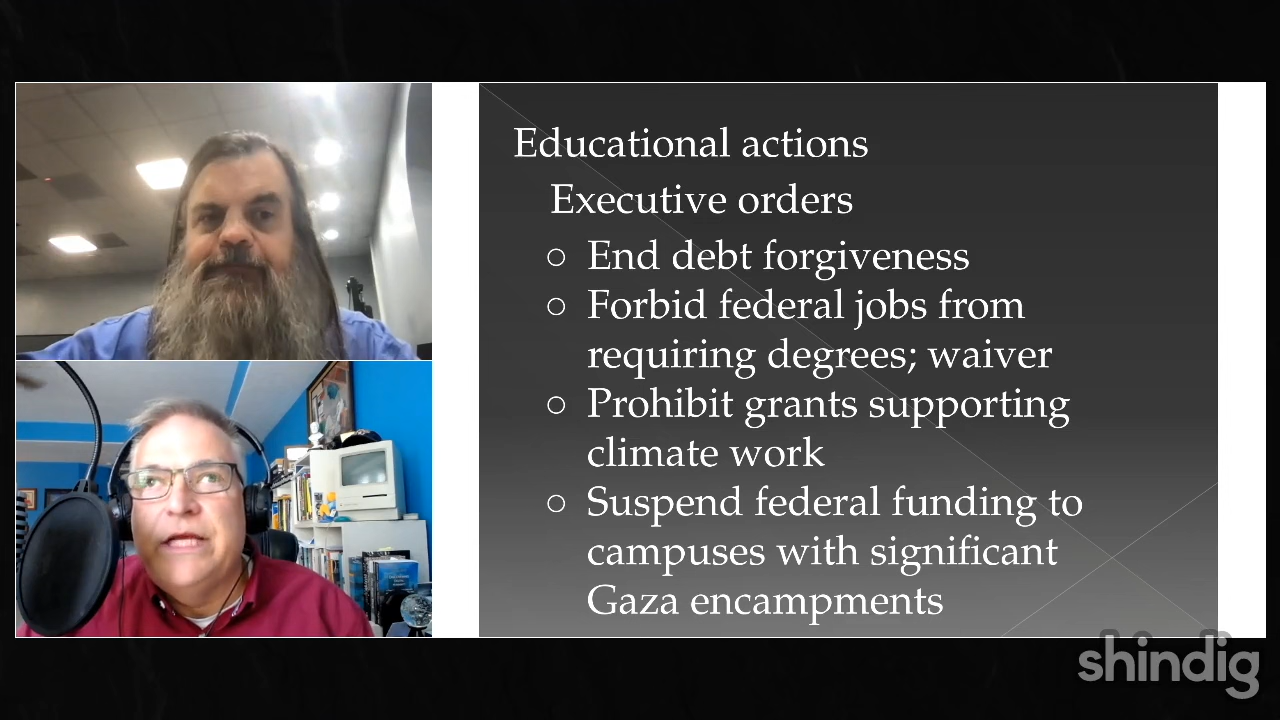 Educational actions
Executive orders
○ End debt forgiveness
○ Forbid federal jobs from
requiring degrees; waiver
○ Prohibit grants supporting
climate work
○ Suspend federal funding to
campuses with significant
Gaza encampments
shindig